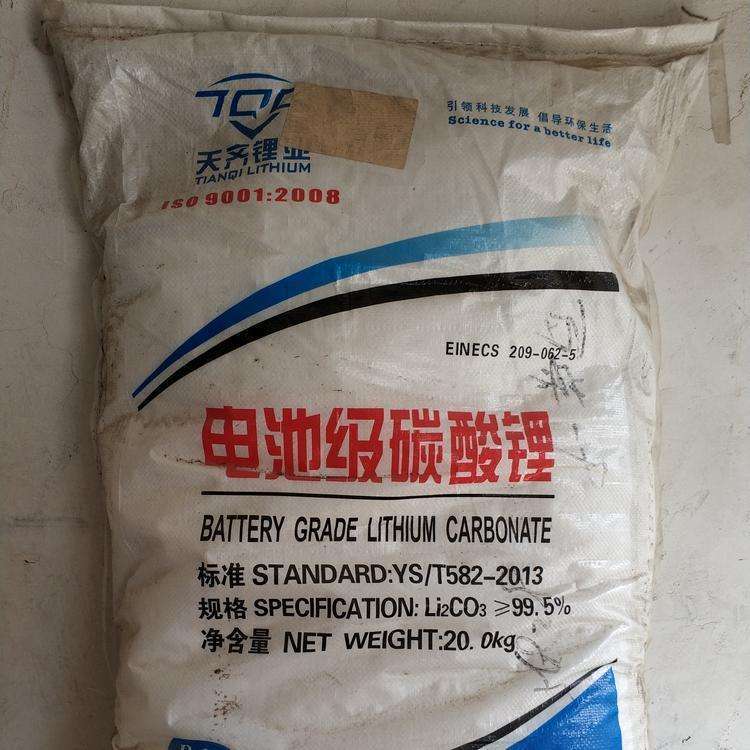 天齐锂业
TIANQI LITHIUM
ISO 9001:2008
引领科技发展 倡导环保生活
Science for a better life
EINECS 209-062-5
电池级碳酸锂
BATTERY GRADE LITHIUM CARBONATE
标准 STANDARD:YS/T582-2013
规格 SPECIFICATION: Li₂CO₃ ≥99.5%
净含量 NET WEIGHT:20.0kg